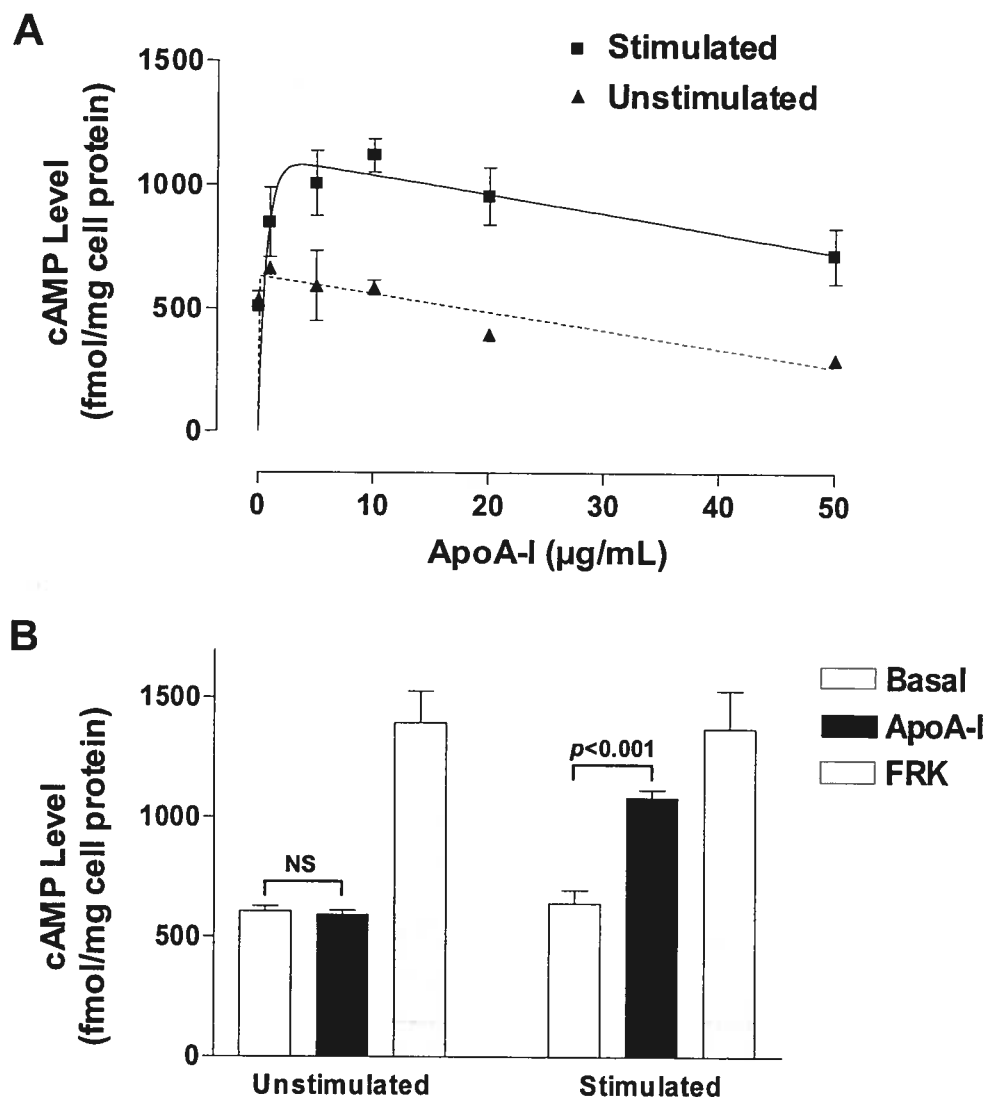 A
Stimulated
Unstimulated
cAMP Level
(fmol/mg cell protein)
1500
1000
500
0
0 10 20 30 40 50
ApoA-I (µg/mL)
B
cAMP Level
(fmol/mg cell protein)
1500
1000
500
0
NS
p<0.001
Basal
ApoA-I
FRK
Unstimulated Stimulated